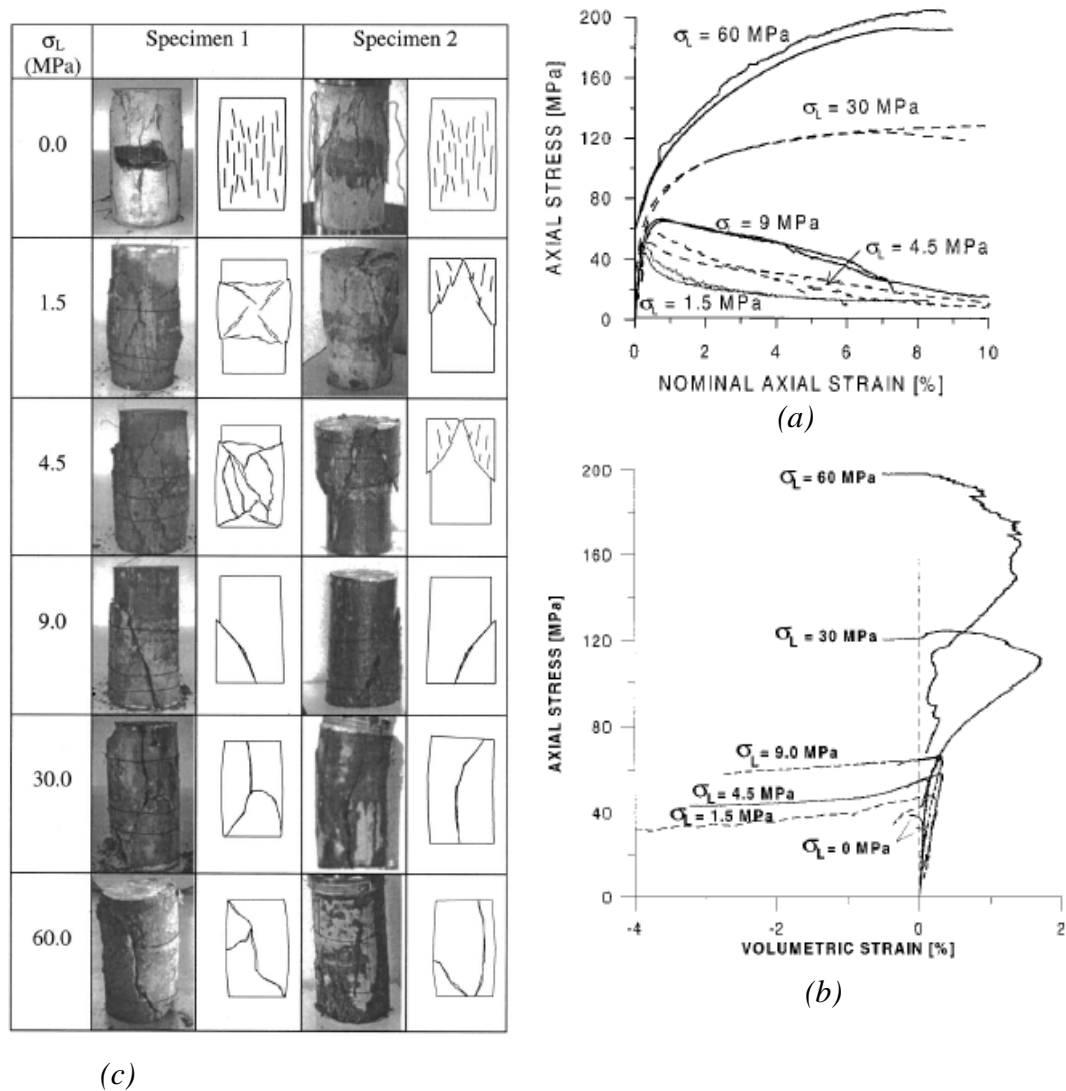 σL
(MPa)
Specimen 1
Specimen 2
0.0
1.5
4.5
9.0
30.0
60.0
(c)
AXIAL STRESS [MPa]
200
160
120
80
40
0
σL = 60 MPa
σL = 30 MPa
σL = 9 MPa
σL = 4.5 MPa
σL = 1.5 MPa
0 2 4 6 8 10
NOMINAL AXIAL STRAIN [%]
(a)
AXIAL STRESS [MPa]
200
160
120
80
40
0
σL = 60 MPa
σL = 30 MPa
σL = 9.0 MPa
σL = 4.5 MPa
σL = 1.5 MPa
σL = 0 MPa
-4 -2 0 2
VOLUMETRIC STRAIN [%]
(b)